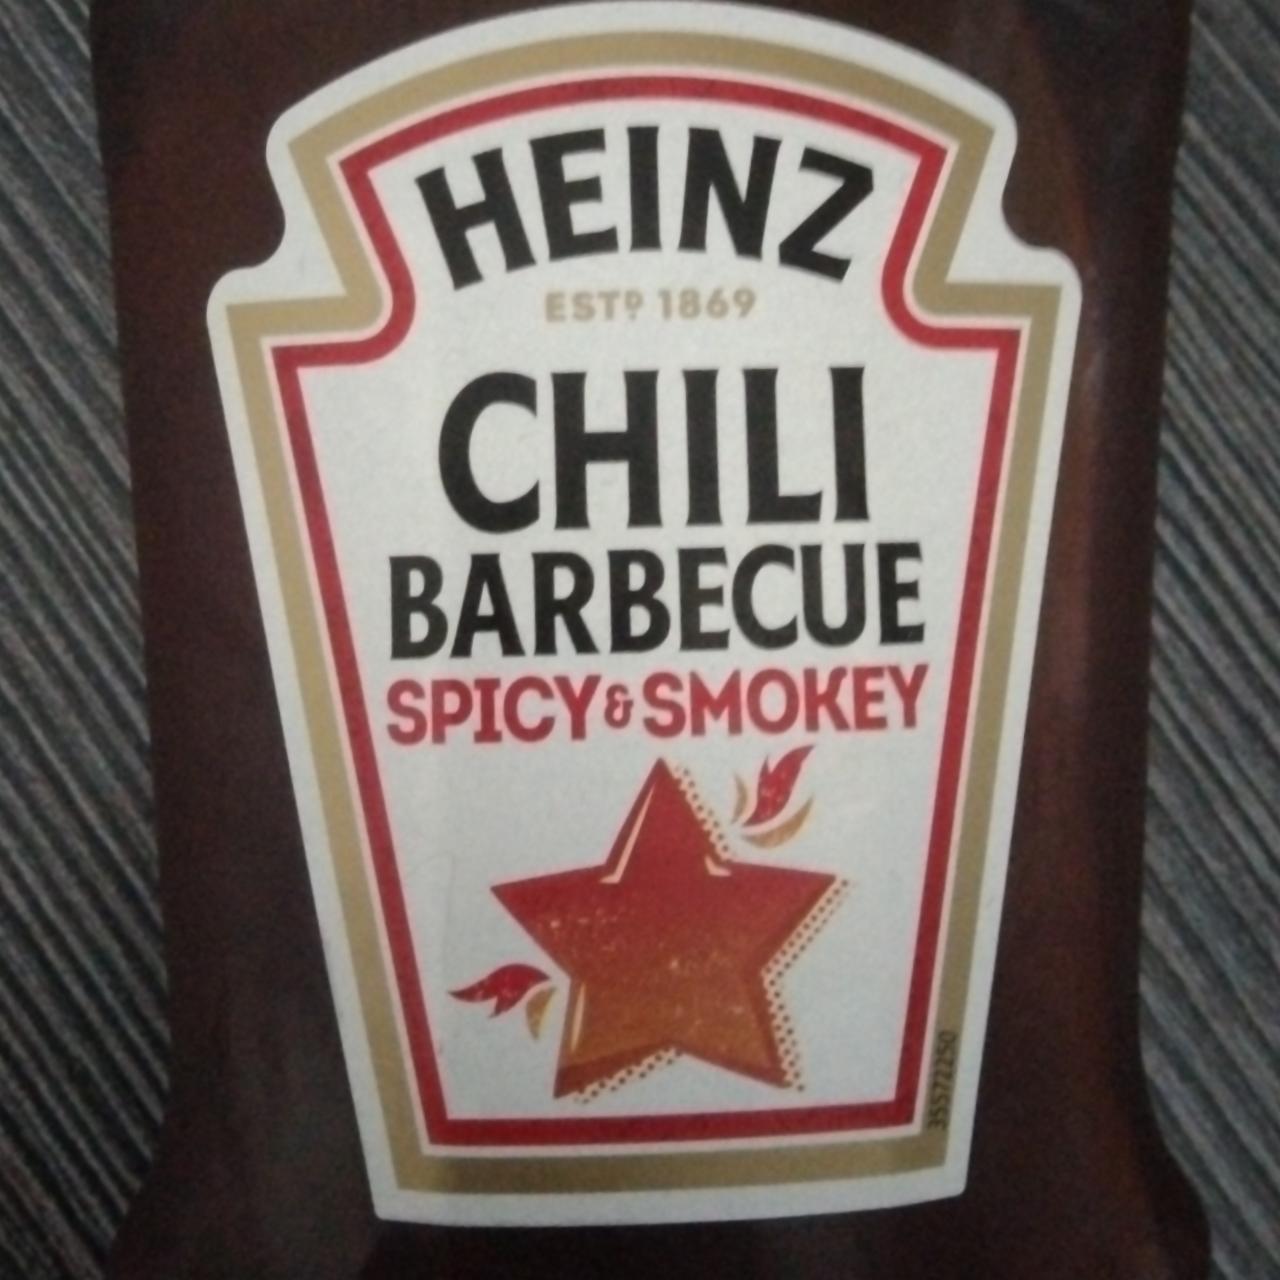 HEINZ
ESTD 1869
CHILI
BARBECUE
SPICY & SMOKEY
35572250